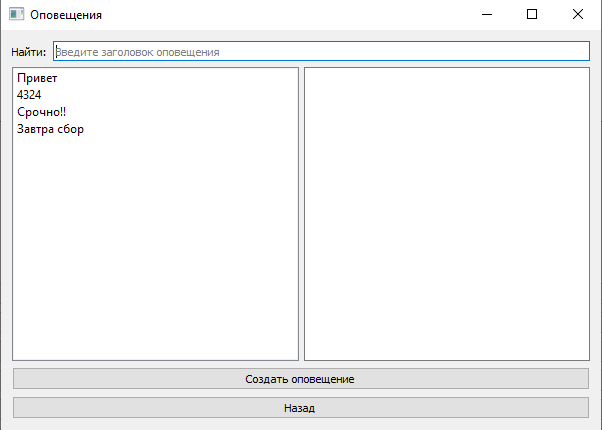 Оповещения
Найти: Введите заголовок оповещения
Привет
4324
Срочно!!
Завтра сбор
Создать оповещение
Назад